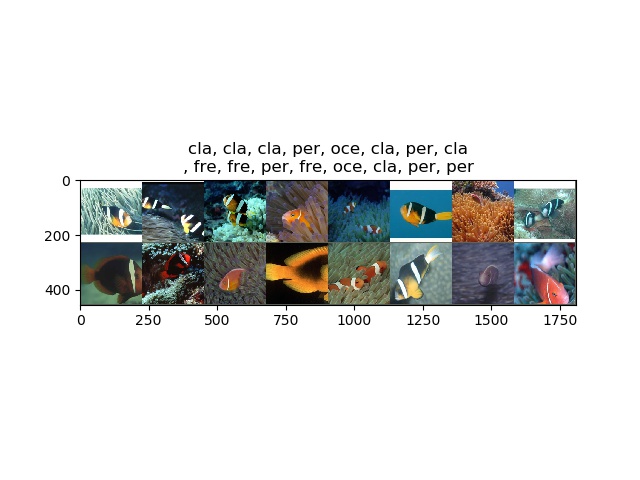 cla, cla, cla, per, oce, cla, per, cla
, fre, fre, per, fre, oce, cla, per, per
0
200
400
0 250 500 750 1000 1250 1500 1750